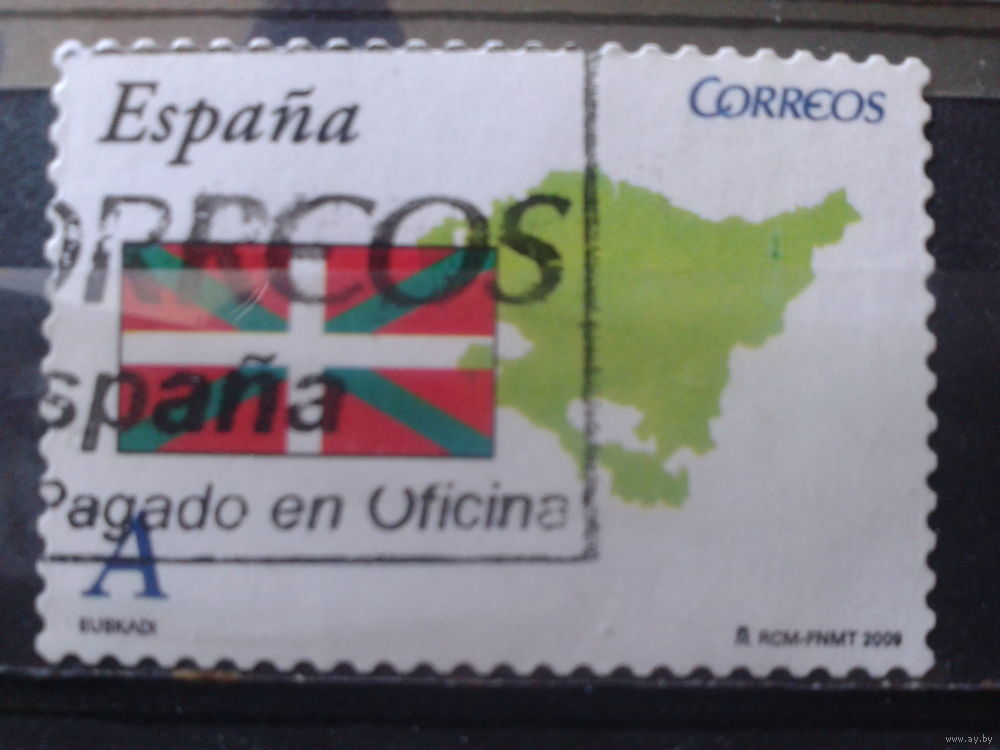 España
CORREOS
ORREOS
spaña
Pagado en Oficina
A
EUSKADI
RCM-FNMT 2009
www.ay.by